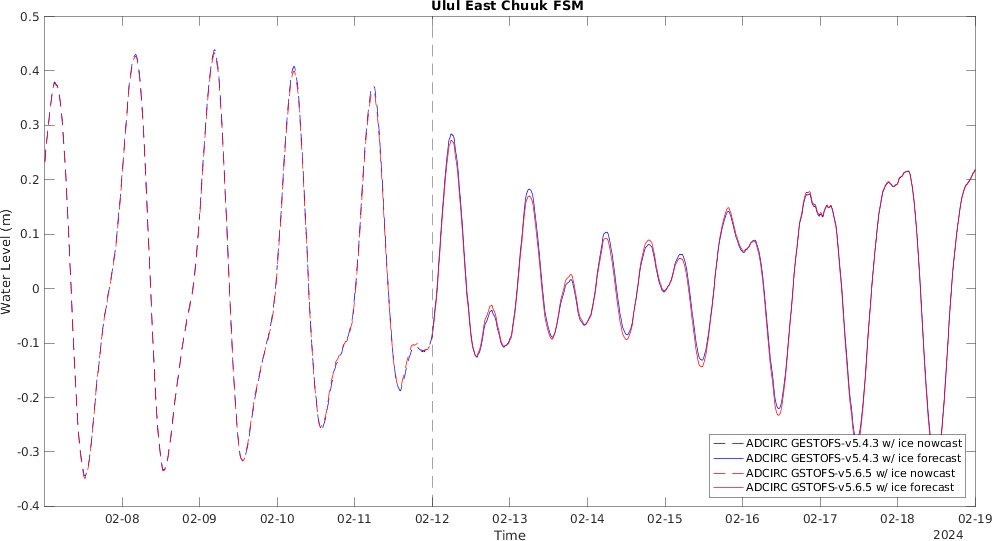 Ulul East Chuuk FSM
0.5
0.4
0.3
0.2
0.1
0
-0.1
-0.2
-0.3
-0.4
Water Level (m)
ADCIRC GESTOFS-v5.4.3 w/ ice nowcast
ADCIRC GESTOFS-v5.4.3 w/ ice forecast
ADCIRC GSTOFS-v5.6.5 w/ ice nowcast
ADCIRC GSTOFS-v5.6.5 w/ ice forecast
02-08 02-09 02-10 02-11 02-12 02-13 02-14 02-15 02-16 02-17 02-18 02-19
Time
2024